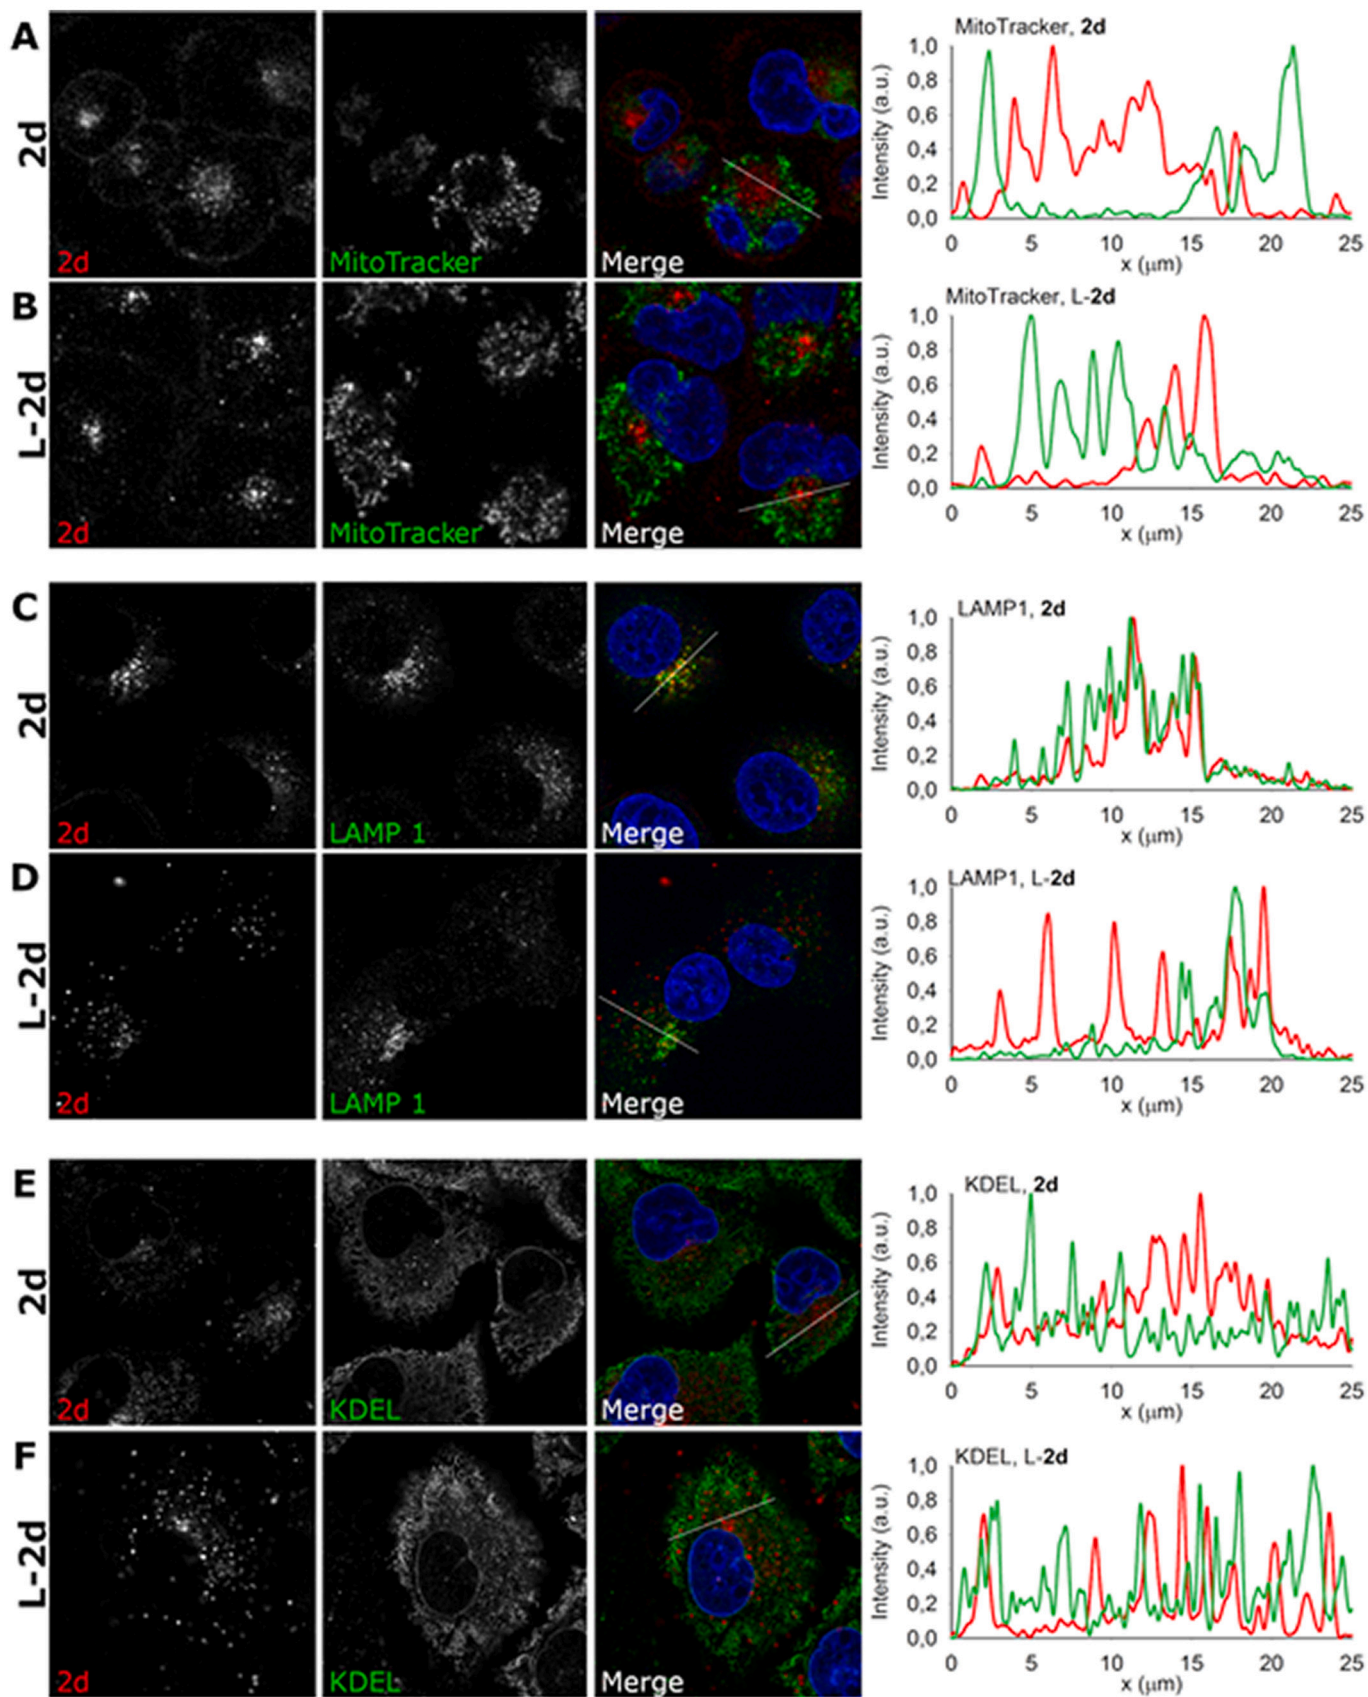 A
2d
2d
MitoTracker
Merge
MitoTracker, 2d
Intensity (a.u.)
1,0
0,8
0,6
0,4
0,2
0,0
0 5 10 15 20 25
x (μm)
B
L-2d
2d
MitoTracker
Merge
MitoTracker, L-2d
Intensity (a.u.)
1,0
0,8
0,6
0,4
0,2
0,0
0 5 10 15 20 25
x (μm)
C
2d
2d
LAMP 1
Merge
LAMP1, 2d
Intensity (a.u.)
1,0
0,8
0,6
0,4
0,2
0,0
0 5 10 15 20 25
x (μm)
D
L-2d
2d
LAMP 1
Merge
LAMP1, L-2d
Intensity (a.u.)
1,0
0,8
0,6
0,4
0,2
0,0
0 5 10 15 20 25
x (μm)
E
2d
2d
KDEL
Merge
KDEL, 2d
Intensity (a.u.)
1,0
0,8
0,6
0,4
0,2
0,0
0 5 10 15 20 25
x (μm)
F
L-2d
2d
KDEL
Merge
KDEL, L-2d
Intensity (a.u.)
1,0
0,8
0,6
0,4
0,2
0,0
0 5 10 15 20 25
x (μm)